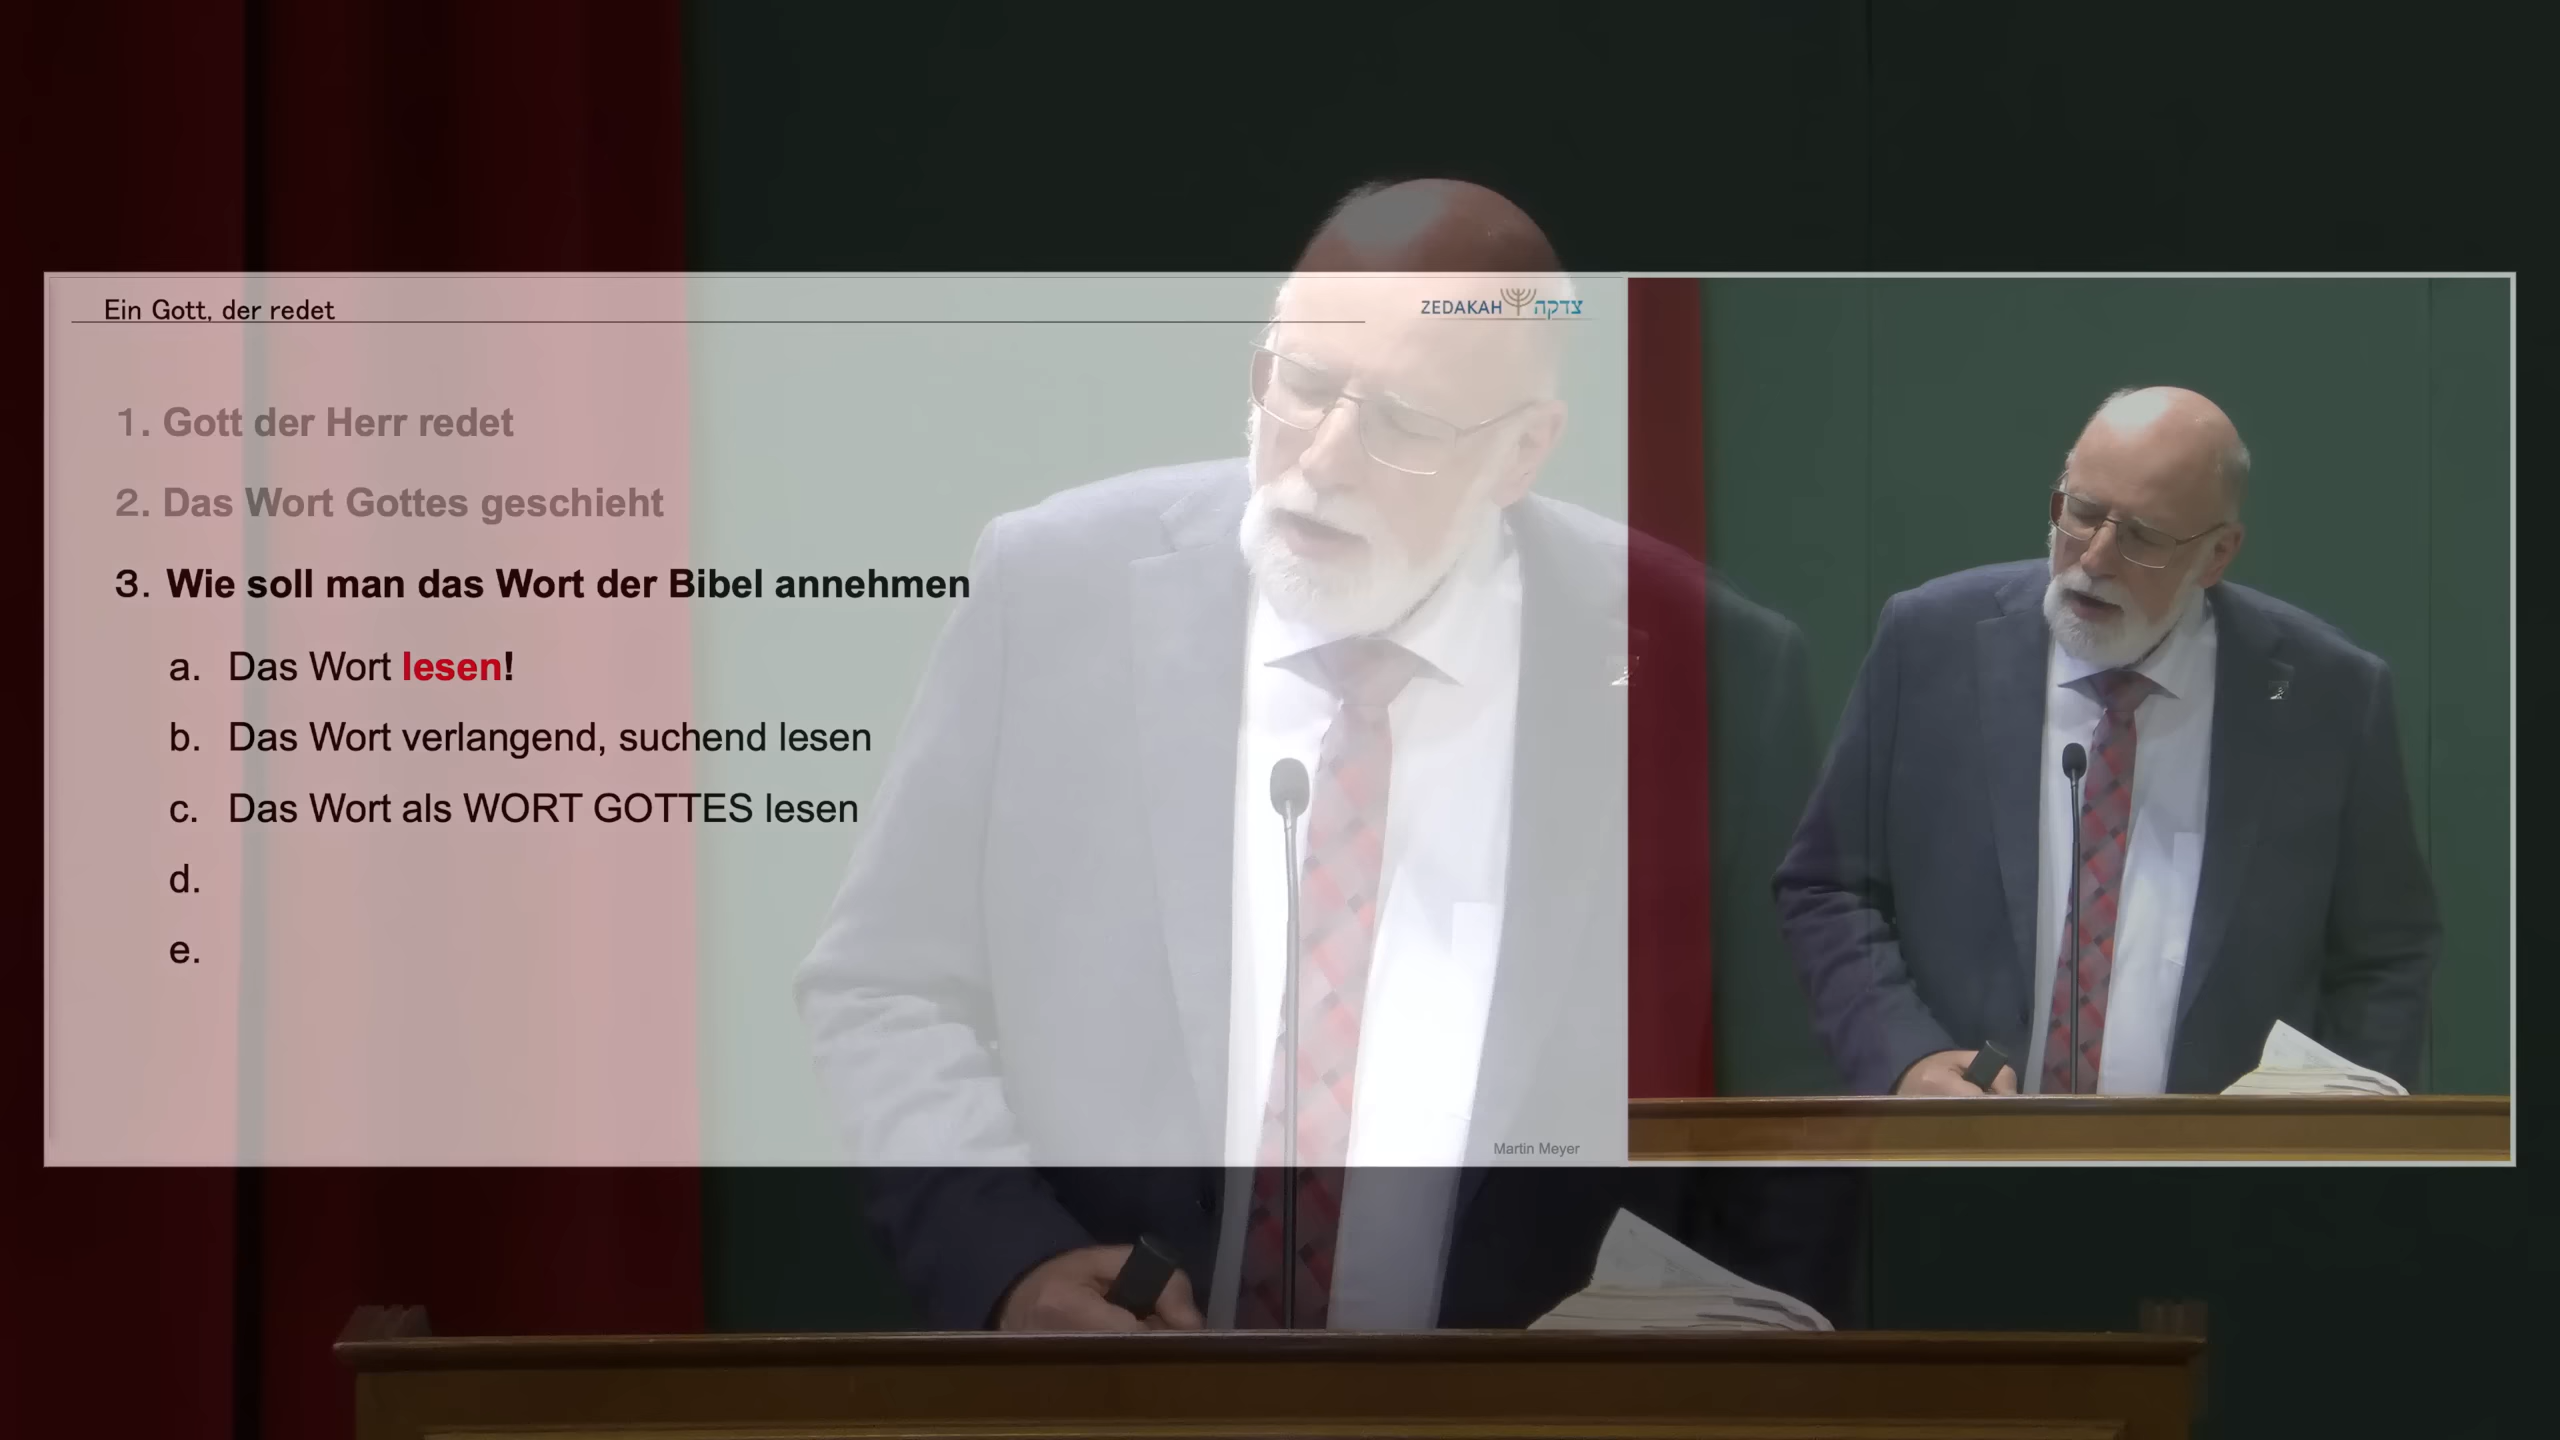 Ein Gott, der redet
ZEDAKAH צדקה
1. Gott der Herr redet
2. Das Wort Gottes geschieht
3. Wie soll man das Wort der Bibel annehmen
a. Das Wort lesen!
b. Das Wort verlangend, suchend lesen
c. Das Wort als WORT GOTTES lesen
d.
e.
Martin Meyer